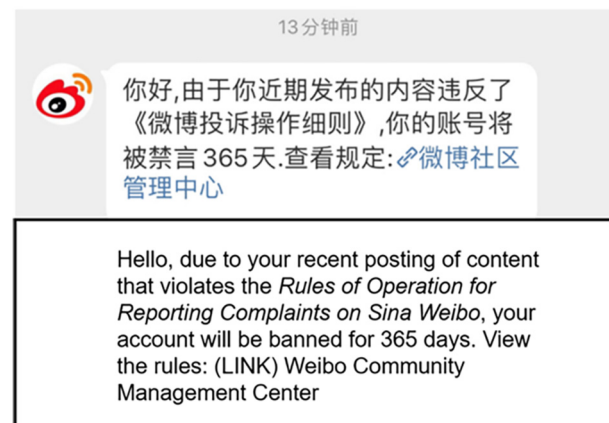 13分钟前
你好,由于你近期发布的内容违反了
《微博投诉操作细则》,你的账号将
被禁言365天.查看规定:微博社区
管理中心
Hello, due to your recent posting of content
that violates the Rules of Operation for
Reporting Complaints on Sina Weibo, your
account will be banned for 365 days. View
the rules: (LINK) Weibo Community
Management Center